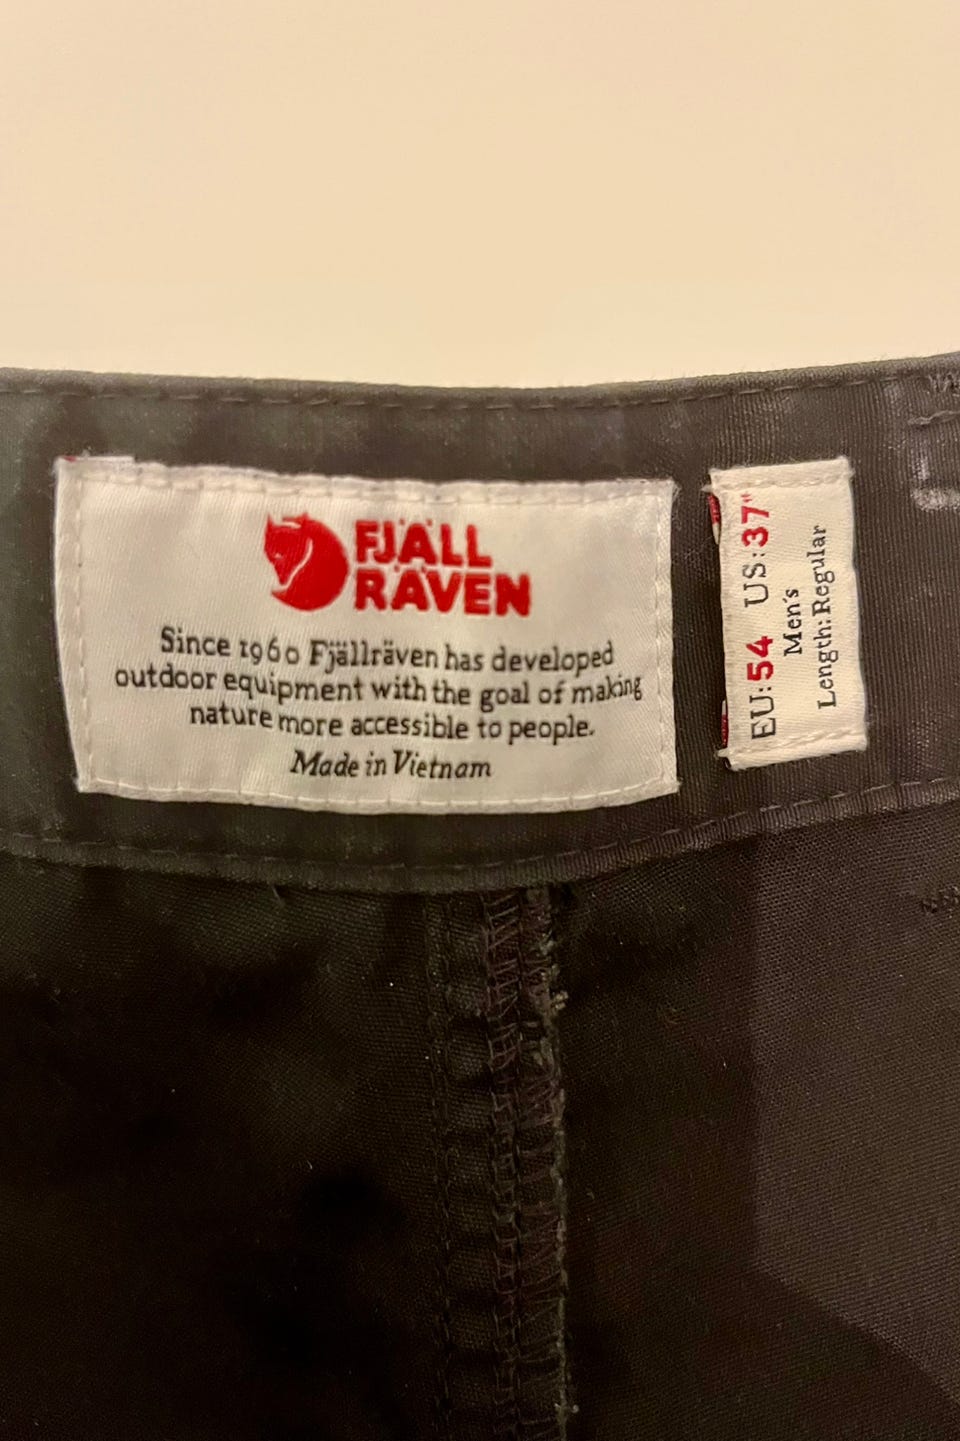 FJÄLL
RÄVEN
Since 1960 Fjällräven has developed
outdoor equipment with the goal of making
nature more accessible to people.
Made in Vietnam
EU:54 US:37"
Men's
Length:Regular